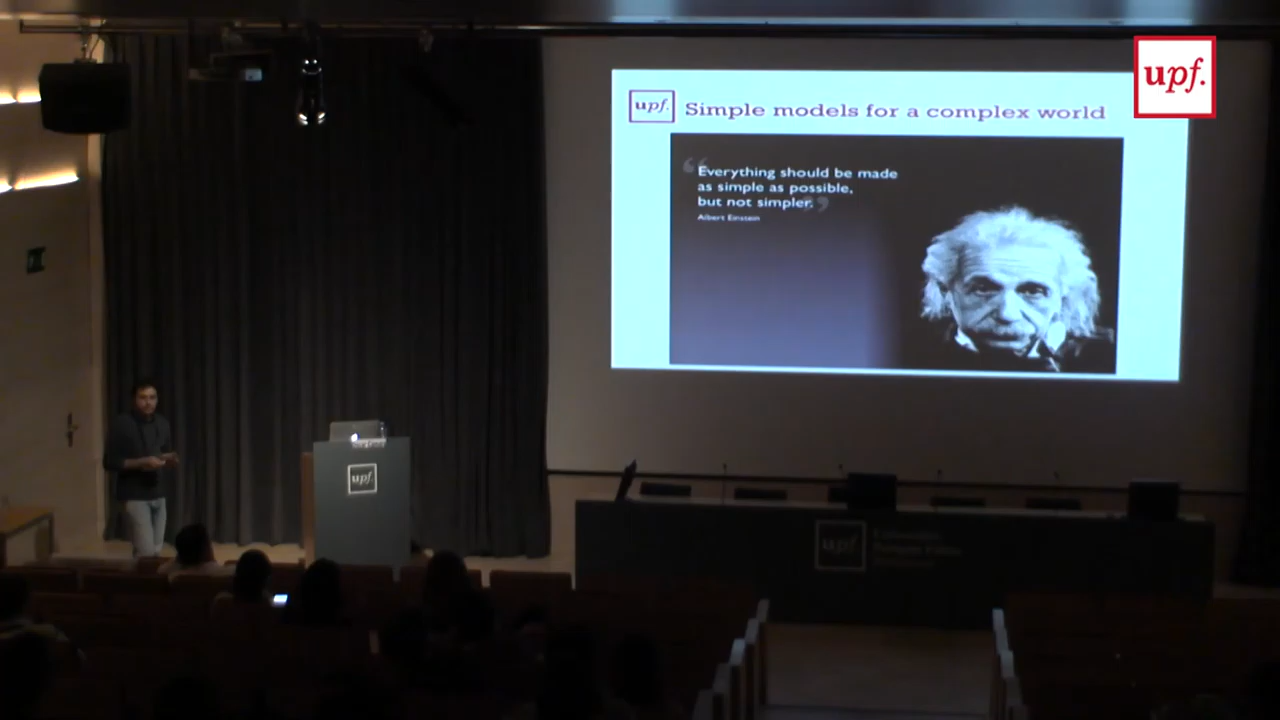 upf.
upf. Simple models for a complex world
“Everything should be made
as simple as possible,
but not simpler.”
Albert Einstein
upf.
upf.